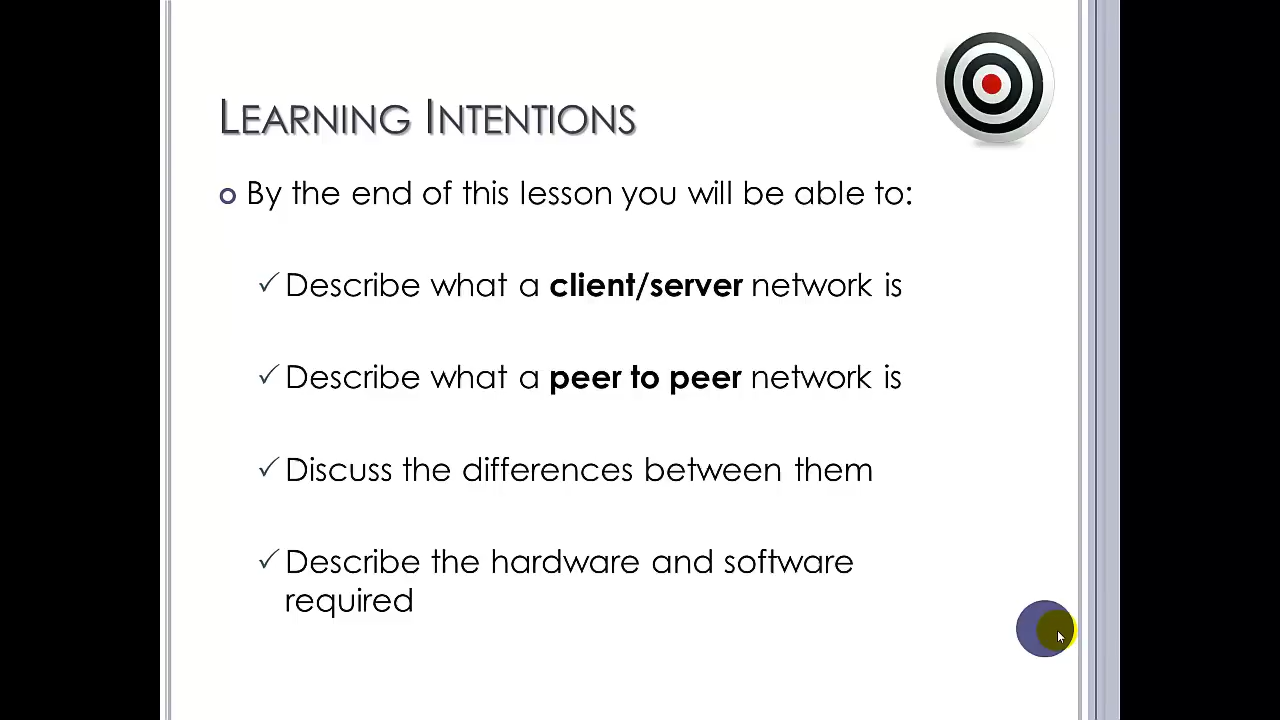 LEARNING INTENTIONS
By the end of this lesson you will be able to:
Describe what a client/server network is
Describe what a peer to peer network is
Discuss the differences between them
Describe the hardware and software
required